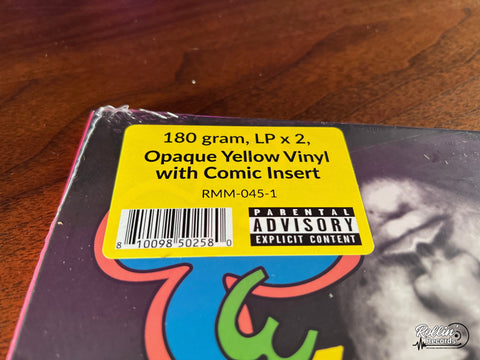 180 gram, LP x 2,
Opaque Yellow Vinyl
with Comic Insert
RMM-045-1
PARENTAL
ADVISORY
EXPLICIT CONTENT
8 10098 50258 0
Rollin'
records